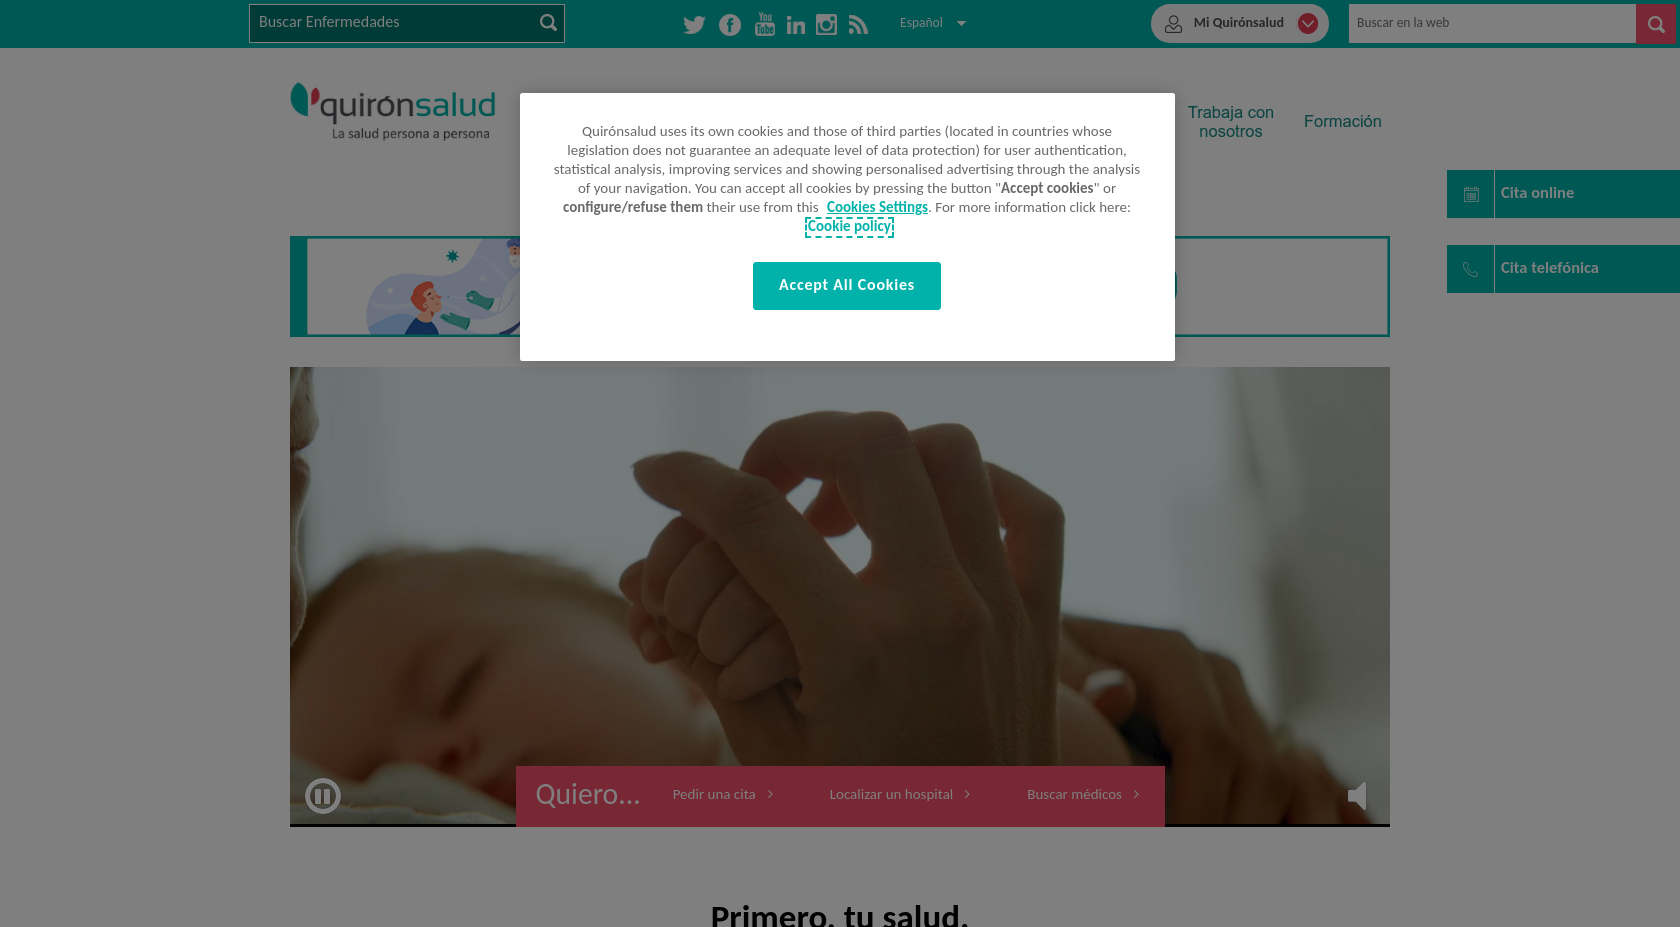 Buscar Enfermedades
You
Tube
Español
Mi Quirónsalud
Buscar en la web
quirónsalud
La salud persona a persona
Trabaja con
nosotros
Formación
Quirónsalud uses its own cookies and those of third parties (located in countries whose
legislation does not guarantee an adequate level of data protection) for user authentication,
statistical analysis, improving services and showing personalised advertising through the analysis
of your navigation. You can accept all cookies by pressing the button "Accept cookies" or
configure/refuse them their use from this Cookies Settings. For more information click here:
Cookie policy
Accept All Cookies
Cita online
Cita telefónica
Quiero...
Pedir una cita
Localizar un hospital
Buscar médicos
Primero, tu salud.